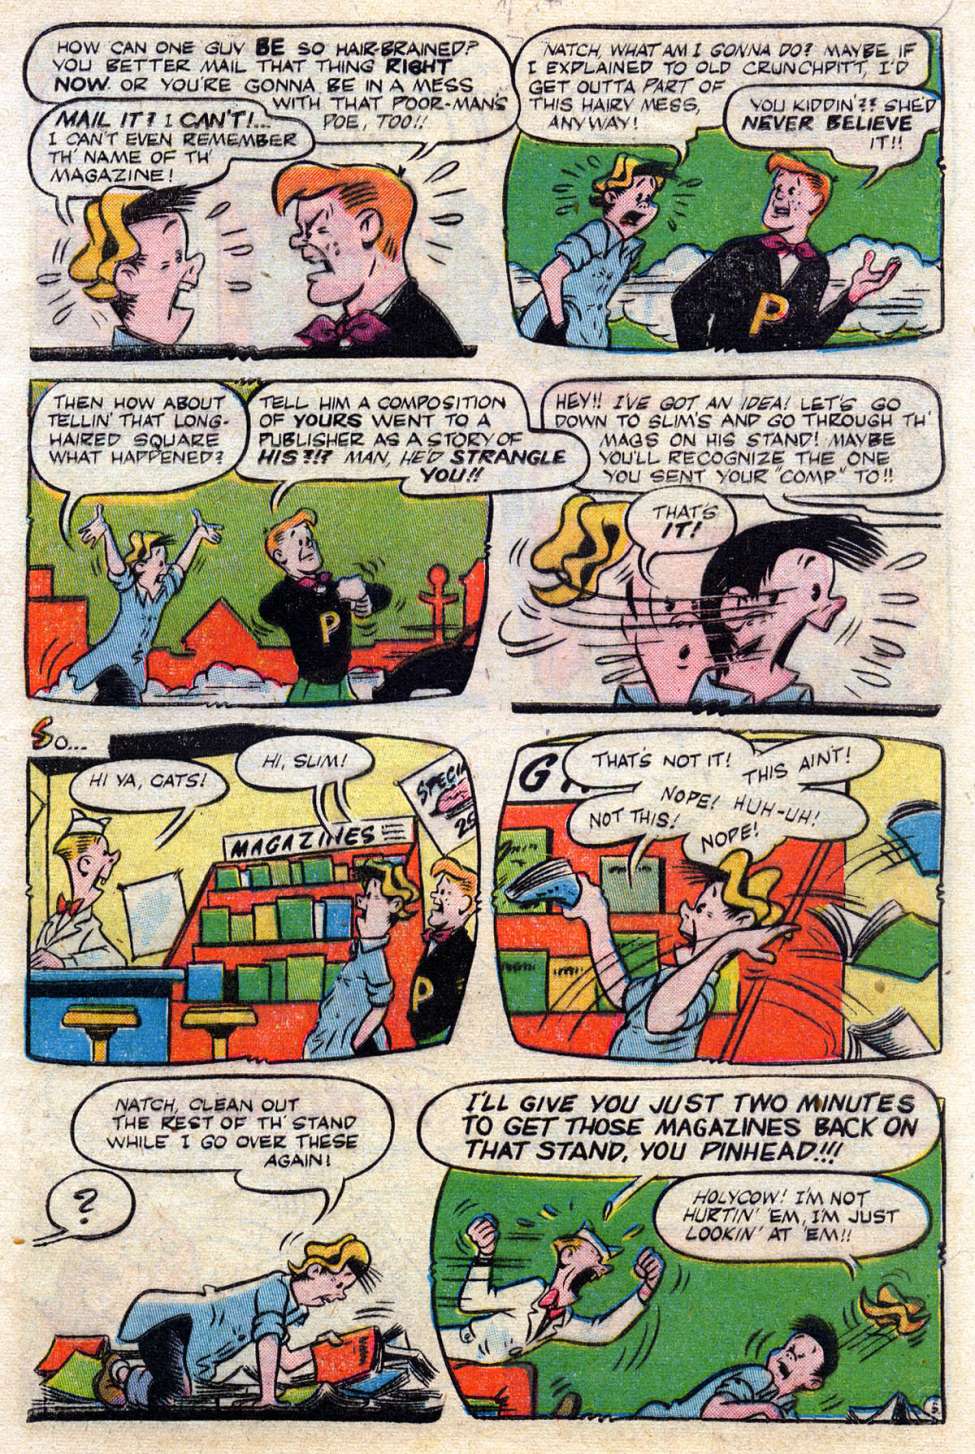 HOW CAN ONE GUY BE SO HAIR-BRAINED?
YOU BETTER MAIL THAT THING RIGHT
NOW OR YOU'RE GONNA BE IN A MESS
WITH THAT POOR-MAN'S
POE, TOO!!
MAIL IT? I CAN'T!...
I CAN'T EVEN REMEMBER
TH' NAME OF TH'
MAGAZINE!
NATCH, WHAT AM I GONNA DO? MAYBE IF
I EXPLAINED TO OLD CRUNCHPITT, I'D
GET OUTTA PART OF
THIS HAIRY MESS,
ANYWAY!
YOU KIDDIN'?? SHE'D
NEVER BELIEVE
IT!!
P
THEN HOW ABOUT
TELLIN' THAT LONG-
HAIRED SQUARE
WHAT HAPPENED?
TELL HIM A COMPOSITION
OF YOURS WENT TO A
PUBLISHER AS A STORY OF
HIS?!? MAN, HE'D STRANGLE
YOU!!
P
HEY!! I'VE GOT AN IDEA! LET'S GO
DOWN TO SLIM'S AND GO THROUGH TH'
MAGS ON HIS STAND! MAYBE
YOU'LL RECOGNIZE THE ONE
YOU SENT YOUR "COMP" TO!!
THAT'S
IT!
SO...
HI YA, CATS!
HI, SLIM!
MAGAZINES
SPECIA
25
P
G
THAT'S NOT IT!
THIS AIN'T!
NOPE! HUH-UH!
NOT THIS!
NOPE!
NATCH, CLEAN OUT
THE REST OF TH' STAND
WHILE I GO OVER THESE
AGAIN!
?
I'LL GIVE YOU JUST TWO MINUTES
TO GET THOSE MAGAZINES BACK ON
THAT STAND, YOU PINHEAD!!!
HOLYCOW! I'M NOT
HURTIN' 'EM, I'M JUST
LOOKIN' AT 'EM!!
5